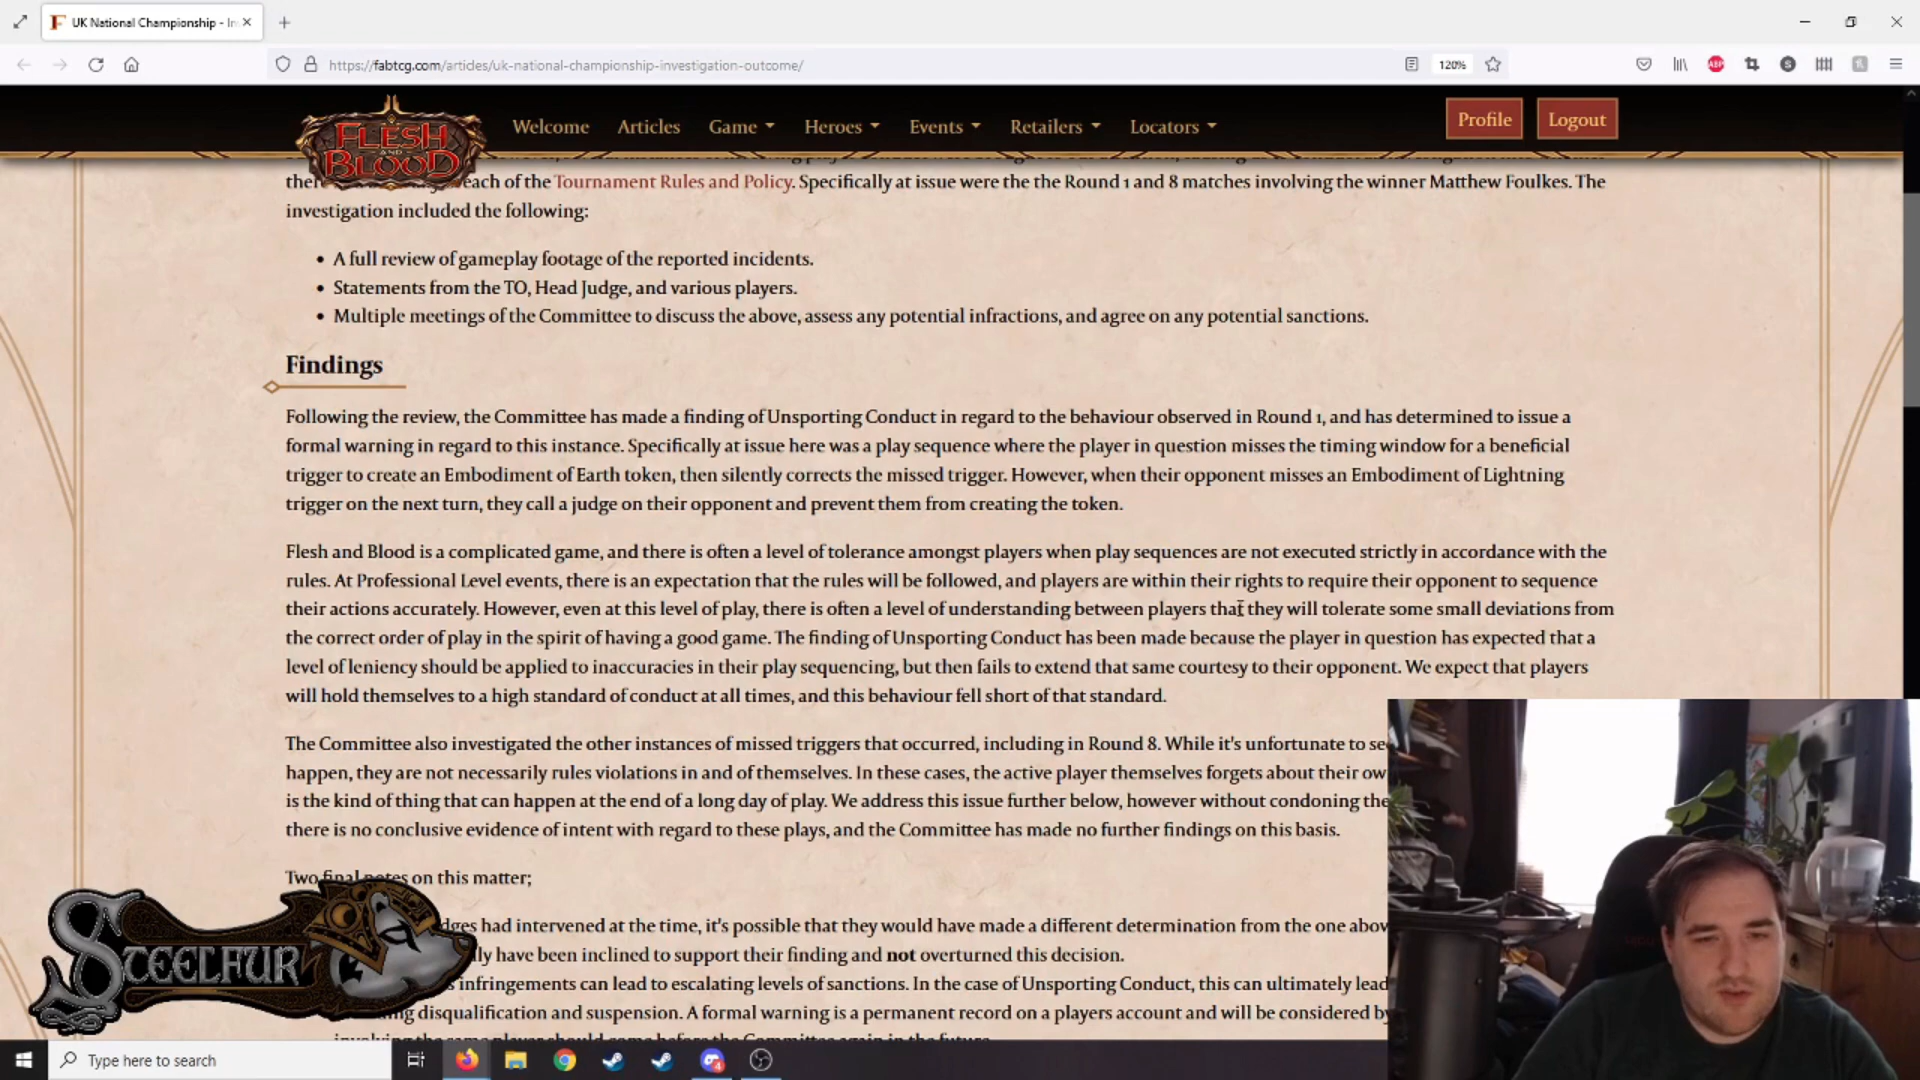 UK National Championship - In
https://fabtcg.com/articles/uk-national-championship-investigation-outcome/
120%
ABP
FLESH AND BLOOD
Welcome
Articles
Game
Heroes
Events
Retailers
Locators
Profile
Logout
each of the Tournament Rules and Policy. Specifically at issue were the the Round 1 and 8 matches involving the winner Matthew Foulkes. The
investigation included the following:
• A full review of gameplay footage of the reported incidents.
• Statements from the TO, Head Judge, and various players.
• Multiple meetings of the Committee to discuss the above, assess any potential infractions, and agree on any potential sanctions.
Findings
Following the review, the Committee has made a finding of Unsporting Conduct in regard to the behaviour observed in Round 1, and has determined to issue a
formal warning in regard to this instance. Specifically at issue here was a play sequence where the player in question misses the timing window for a beneficial
trigger to create an Embodiment of Earth token, then silently corrects the missed trigger. However, when their opponent misses an Embodiment of Lightning
trigger on the next turn, they call a judge on their opponent and prevent them from creating the token.
Flesh and Blood is a complicated game, and there is often a level of tolerance amongst players when play sequences are not executed strictly in accordance with the
rules. At Professional Level events, there is an expectation that the rules will be followed, and players are within their rights to require their opponent to sequence
their actions accurately. However, even at this level of play, there is often a level of understanding between players that they will tolerate some small deviations from
the correct order of play in the spirit of having a good game. The finding of Unsporting Conduct has been made because the player in question has expected that a
level of leniency should be applied to inaccuracies in their play sequencing, but then fails to extend that same courtesy to their opponent. We expect that players
will hold themselves to a high standard of conduct at all times, and this behaviour fell short of that standard.
The Committee also investigated the other instances of missed triggers that occurred, including in Round 8. While it's unfortunate to se
happen, they are not necessarily rules violations in and of themselves. In these cases, the active player themselves forgets about their ow
is the kind of thing that can happen at the end of a long day of play. We address this issue further below, however without condoning the
there is no conclusive evidence of intent with regard to these plays, and the Committee has made no further findings on this basis.
Two final notes on this matter;
dges had intervened at the time, it's possible that they would have made a different determination from the one abov
lly have been inclined to support their finding and not overturned this decision.
s infringements can lead to escalating levels of sanctions. In the case of Unsporting Conduct, this can ultimately lead
ng disqualification and suspension. A formal warning is a permanent record on a players account and will be considered by
STEELFUR
Type here to search
4